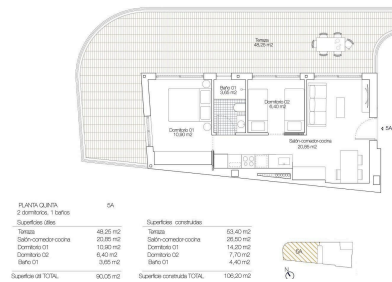 Terraza
48,25 m2
Baño 01
3,65 m2
Dormitorio 02
6,40 m2
Dormitorio 01
10,90 m2
Salón-comedor-cocina
20,85 m2
5A
PLANTA QUINTA 5A
2 dormitorios, 1 baños
Superficies útiles Superficies construidas
Terraza 48,25 m2 Terraza 53,40 m2
Salón-comedor-cocina 20,85 m2 Salón-comedor-cocina 26,50 m2
Dormitorio 01 10,90 m2 Dormitorio 01 14,20 m2
Dormitorio 02 6,40 m2 Dormitorio 02 7,70 m2
Baño 01 3,65 m2 Baño 01 4,40 m2
Superficie útil TOTAL 90,05 m2 Superficie construida TOTAL 106,20 m2
5A
N